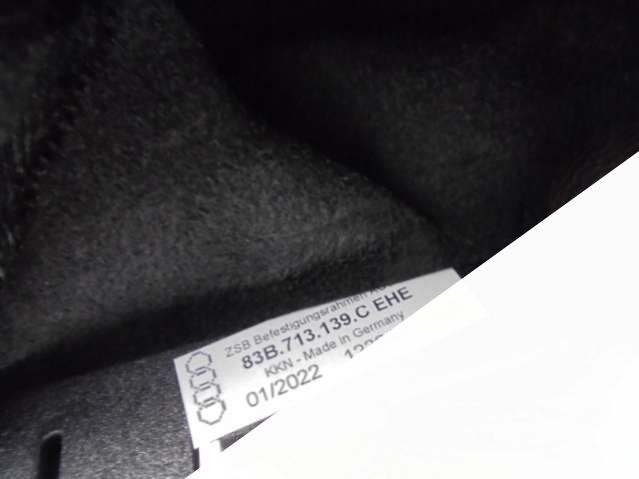 ZSB Befestigungsrahmen
83B.713.139.C EHE
KKN - Made in Germany
01/2022